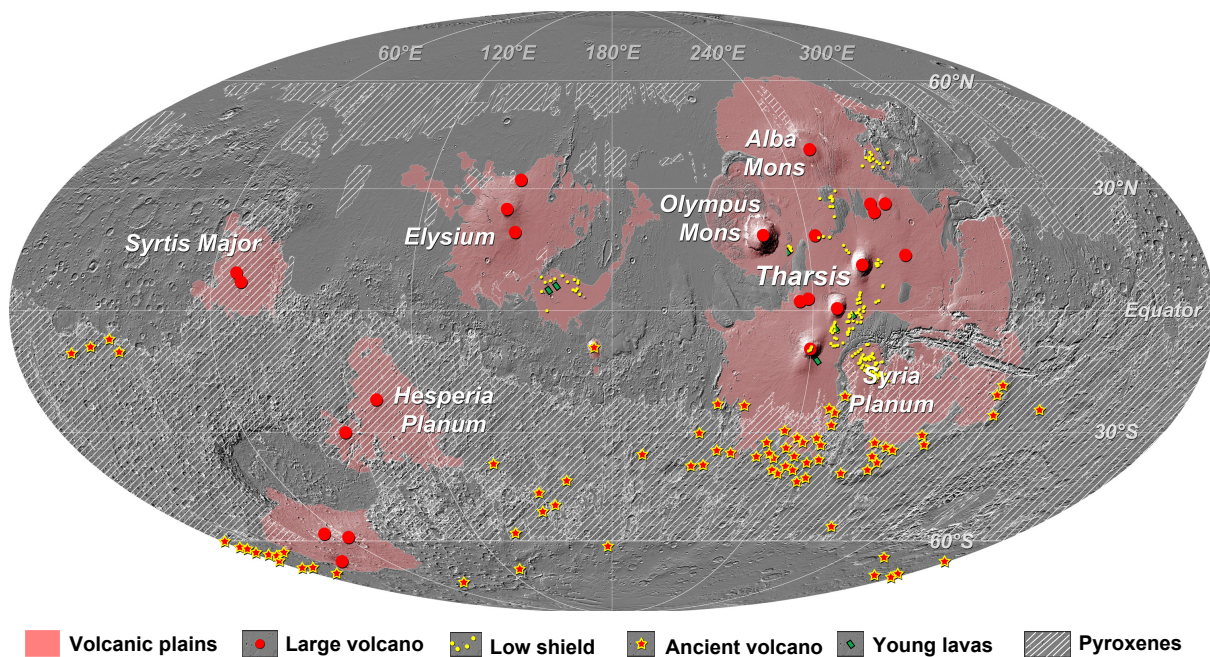 60°E 120°E 180°E 240°E 300°E
60°N
Alba
Mons
30°N
Olympus
Mons
Syrtis Major
Elysium
Tharsis
Equator
Syria
Planum
Hesperia
Planum
30°S
60°S
Volcanic plains Large volcano Low shield Ancient volcano Young lavas Pyroxenes